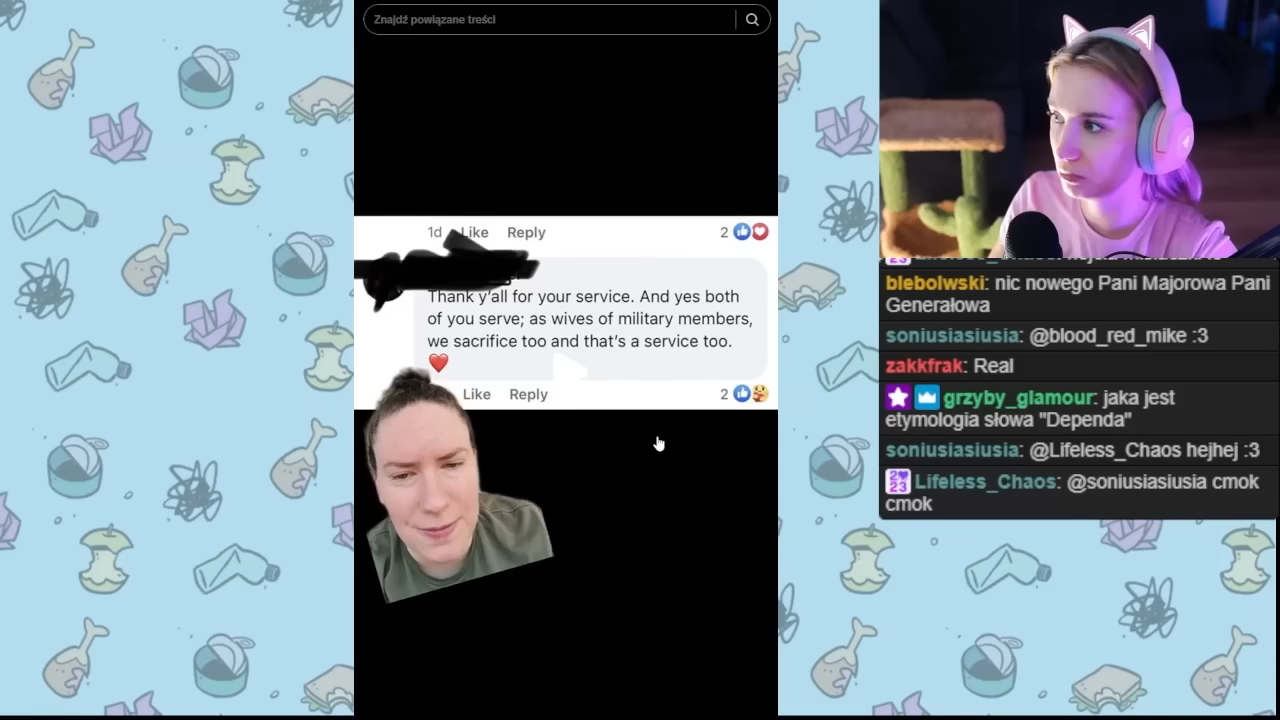 Znajdź powiązane treści
1d Like Reply 2
Thank y'all for your service. And yes both
of you serve; as wives of military members,
we sacrifice too and that's a service too.
Like Reply 2
blebolwski: nic nowego Pani Majorowa Pani
Generałowa
soniusiasiusia: @blood_red_mike :3
zakkfrak: Real
grzyby_glamour: jaka jest
etymologia słowa "Dependa"
soniusiasiusia: @Lifeless_Chaos hejhej :3
Lifeless_Chaos: @soniusiasiusia cmok
cmok